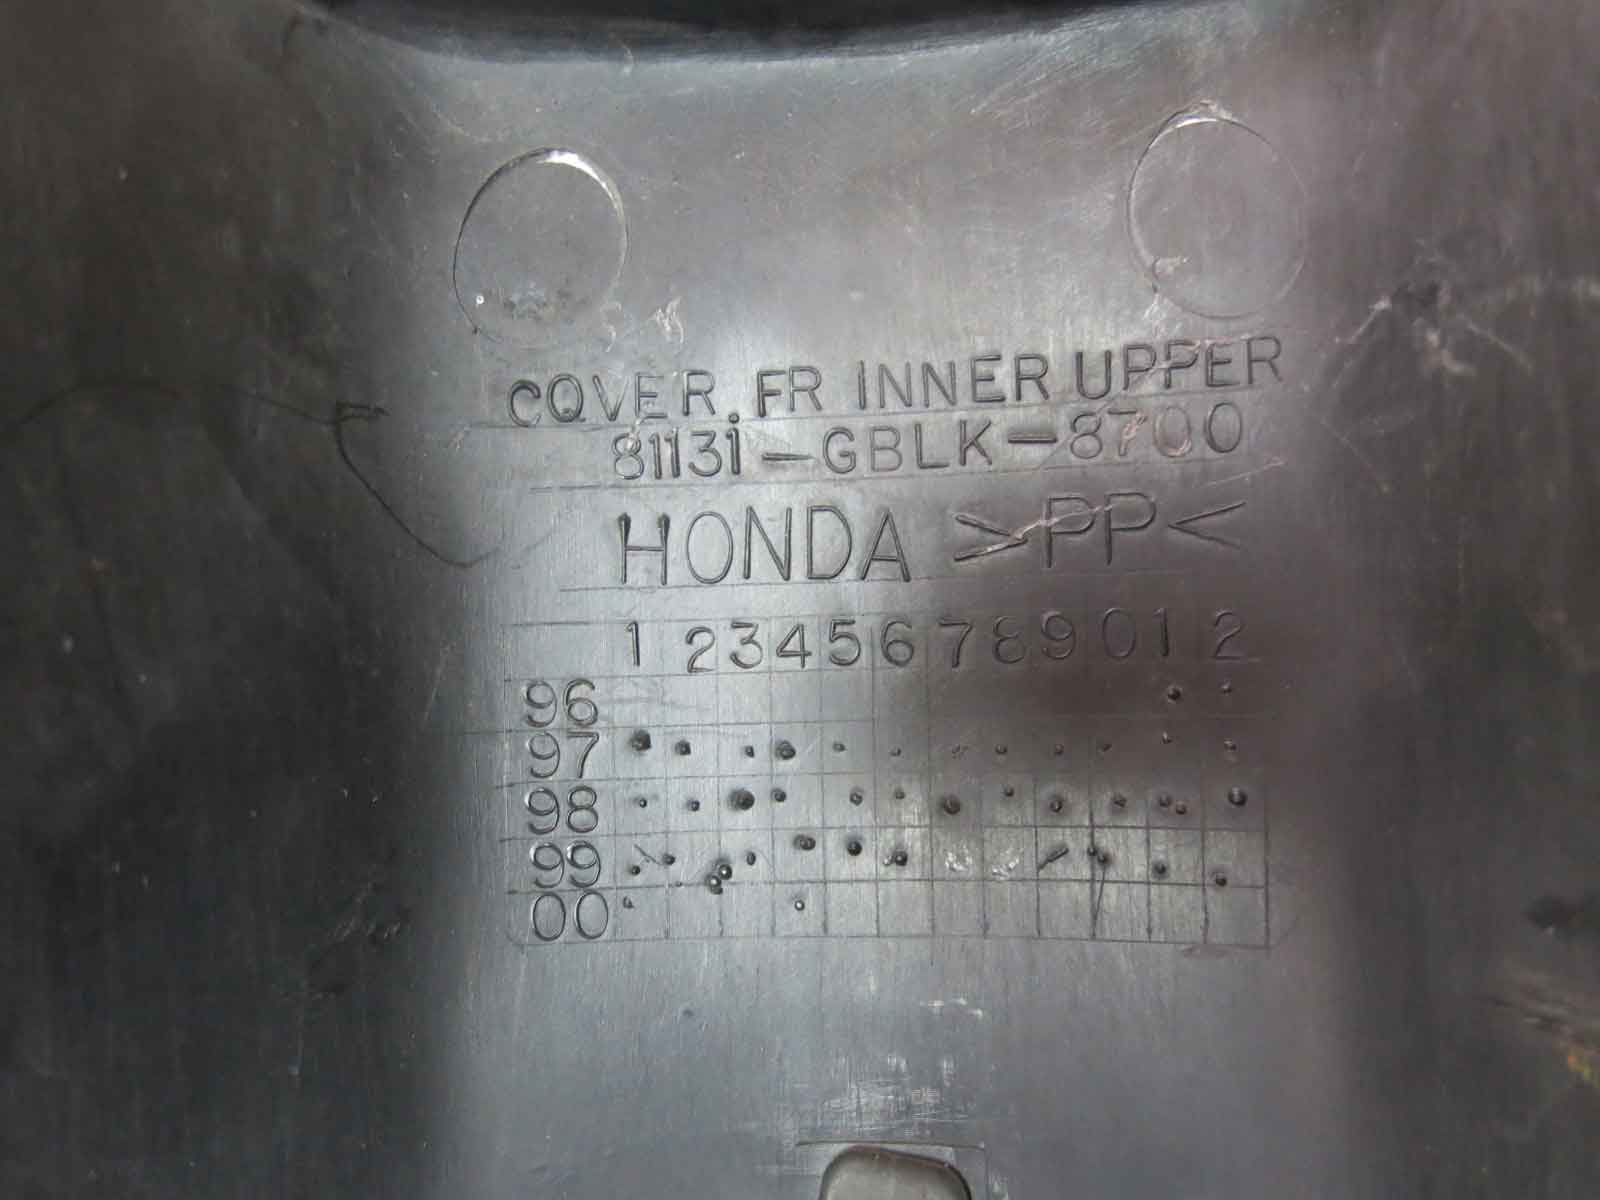 COVER, FR INNER UPPER
81131-GBLK-8700
HONDA >PP<
1 2 3 4 5 6 7 8 9 0 1 2
96
97
98
99
00